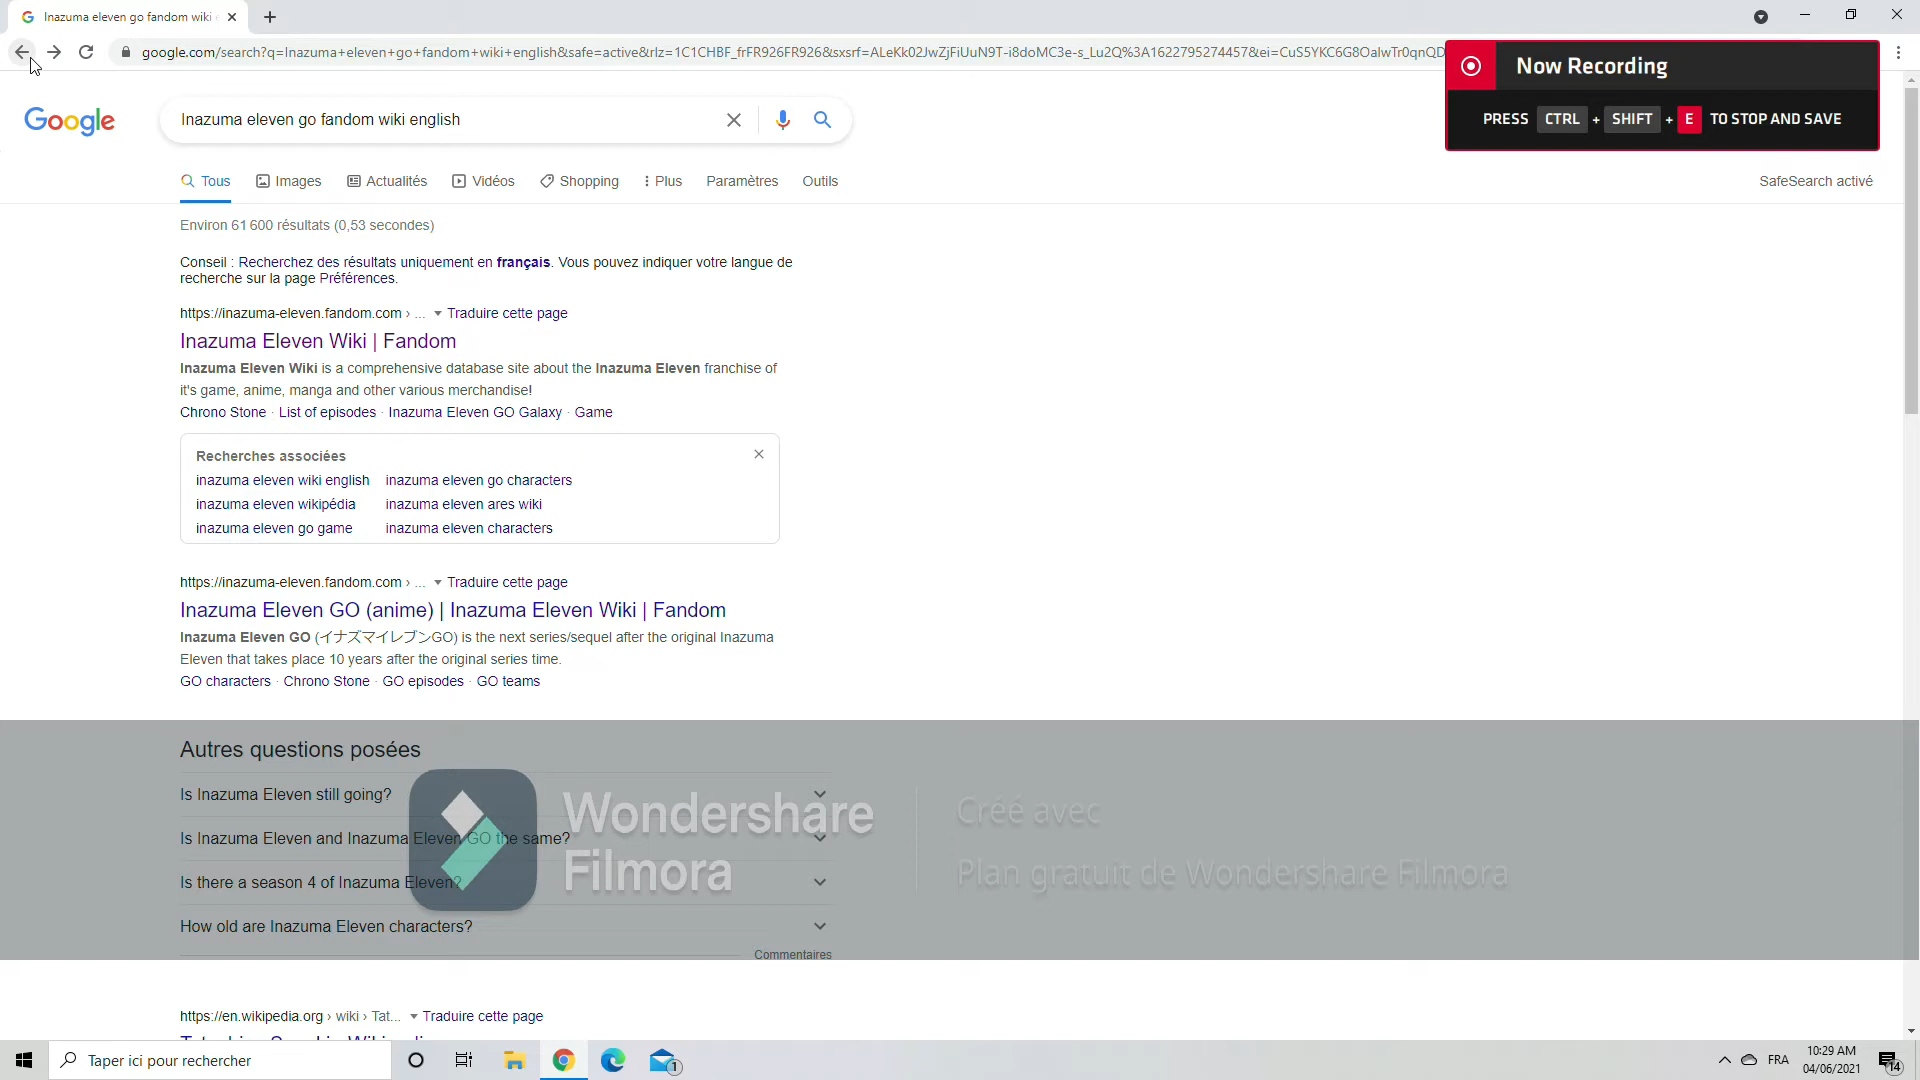 Inazuma eleven go fandom wiki
google.com/search?q=Inazuma+eleven+go+fandom+wiki+english&safe=active&rlz=1C1CHBF_frFR926FR926&sxsrf=ALeKk02JwZjFiUuN9T-i8doMC3e-s_Lu2Q%3A1622795274457&ei=CuS5YKC6G8OalwTr0qnQD
Now Recording
PRESS CTRL + SHIFT + E TO STOP AND SAVE
Google
Inazuma eleven go fandom wiki english
Tous Images Actualités Vidéos Shopping Plus Paramètres Outils SafeSearch activé
Environ 61 600 résultats (0,53 secondes)
Conseil : Recherchez des résultats uniquement en français. Vous pouvez indiquer votre langue de
recherche sur la page Préférences.
https://inazuma-eleven.fandom.com › ... Traduire cette page
Inazuma Eleven Wiki | Fandom
Inazuma Eleven Wiki is a comprehensive database site about the Inazuma Eleven franchise of
it's game, anime, manga and other various merchandise!
Chrono Stone · List of episodes · Inazuma Eleven GO Galaxy · Game
Recherches associées
inazuma eleven wiki english inazuma eleven go characters
inazuma eleven wikipédia inazuma eleven ares wiki
inazuma eleven go game inazuma eleven characters
https://inazuma-eleven.fandom.com › ... Traduire cette page
Inazuma Eleven GO (anime) | Inazuma Eleven Wiki | Fandom
Inazuma Eleven GO (イナズマイレブンGO) is the next series/sequel after the original Inazuma
Eleven that takes place 10 years after the original series time.
GO characters · Chrono Stone · GO episodes · GO teams
Autres questions posées
Is Inazuma Eleven still going?
Is Inazuma Eleven and Inazuma Eleven GO the same?
Is there a season 4 of Inazuma Eleven?
How old are Inazuma Eleven characters?
Commentaires
Wondershare
Filmora
Créé avec
Plan gratuit de Wondershare Filmora
https://en.wikipedia.org › wiki › Tat... Traduire cette page
Taper ici pour rechercher
1
FRA
10:29 AM
04/06/2021
14